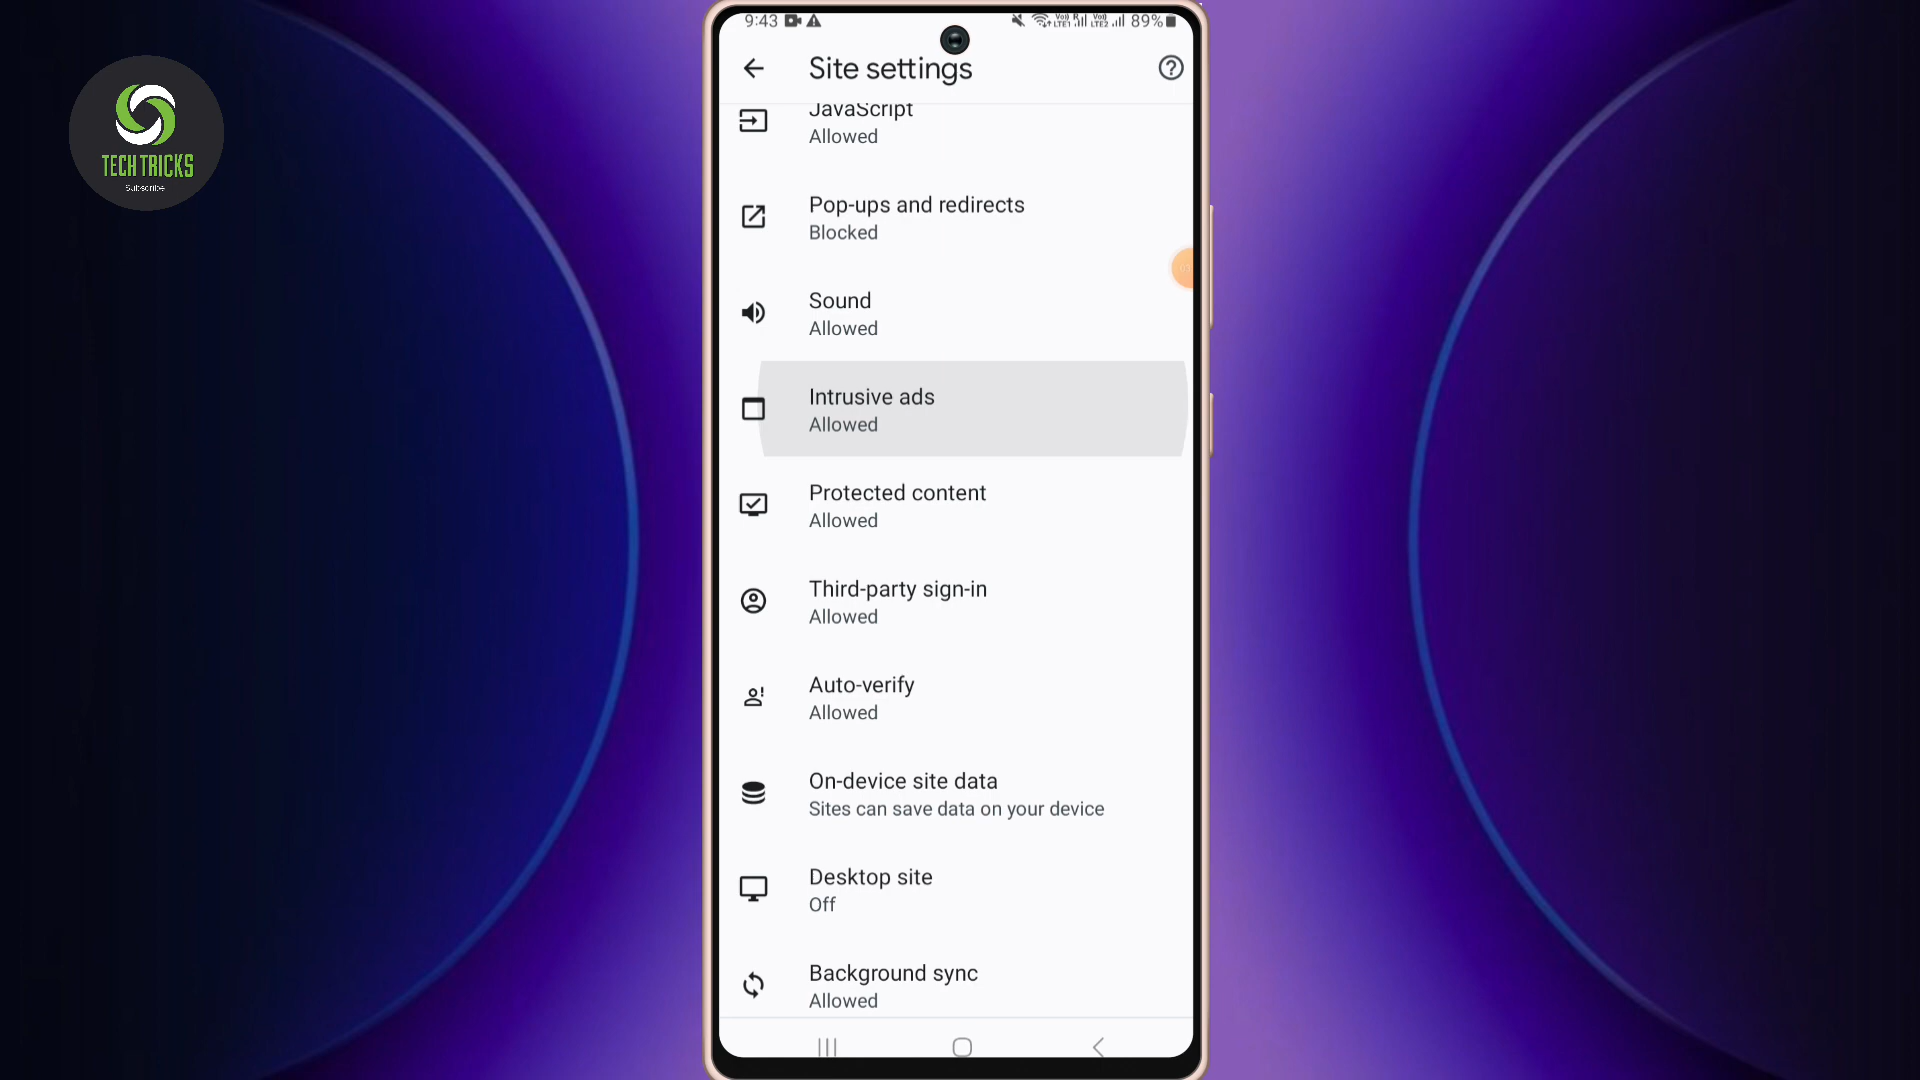 TECH TRICKS
Subscribe
9:43 89%
Site settings
JavaScript
Allowed
Pop-ups and redirects
Blocked
Sound
Allowed
Intrusive ads
Allowed
Protected content
Allowed
Third-party sign-in
Allowed
Auto-verify
Allowed
On-device site data
Sites can save data on your device
Desktop site
Off
Background sync
Allowed